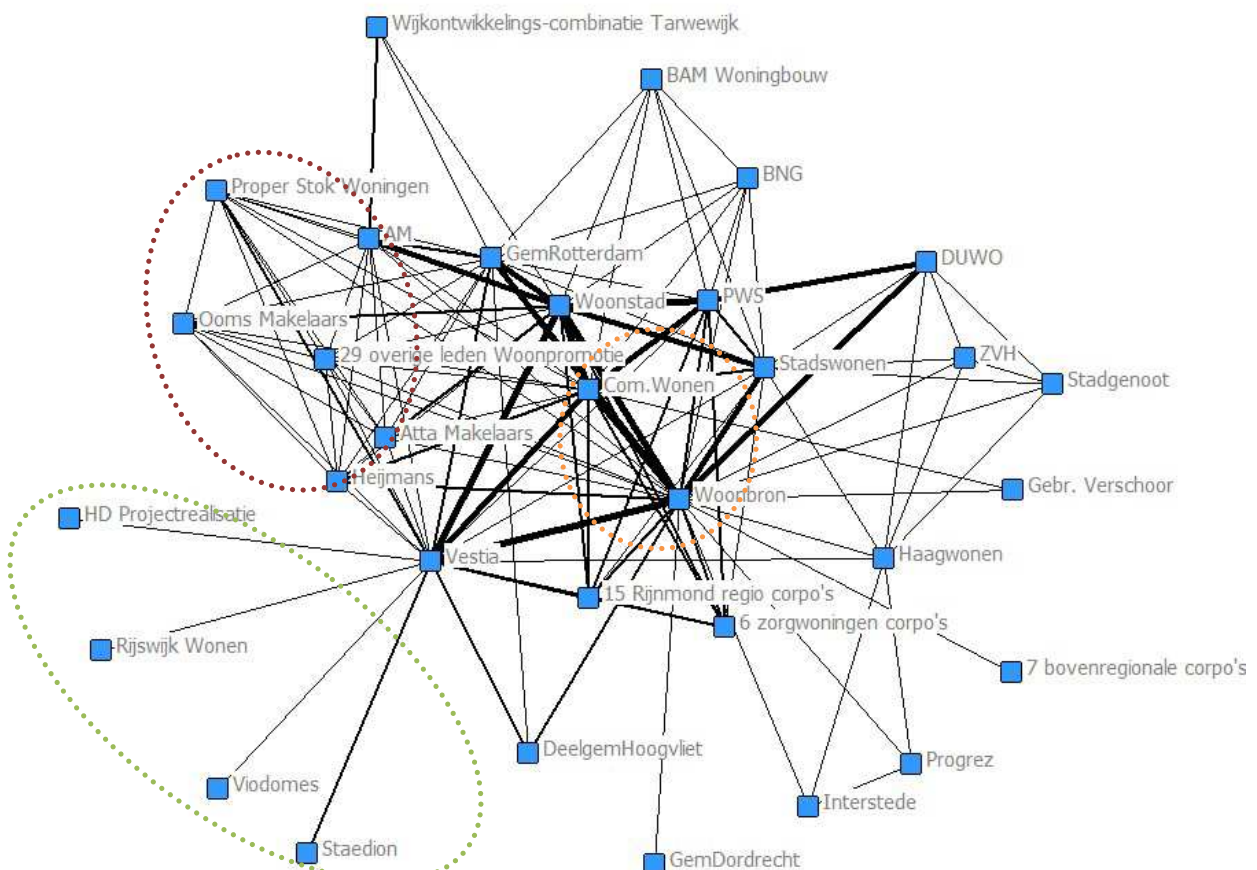 Wijkontwikkelings-combinatie Tarwewijk
BAM Woningbouw
BNG
Proper Stok Woningen
AM
GemRotterdam
DUWO
Woonstad
PWS
Ooms Makelaars
29 overige leden Woonpromotie
Stadswonen
ZVH
Stadgenoot
Com.Wonen
Atta Makelaars
Heijmans
Woonbron
Gebr. Verschoor
HD Projectrealisatie
Vestia
Haagwonen
15 Rijnmond regio corpo's
6 zorgwoningen corpo's
Rijswijk Wonen
7 bovenregionale corpo's
DeelgemHoogvliet
Progrez
Viodomes
Interstede
Staedion
GemDordrecht